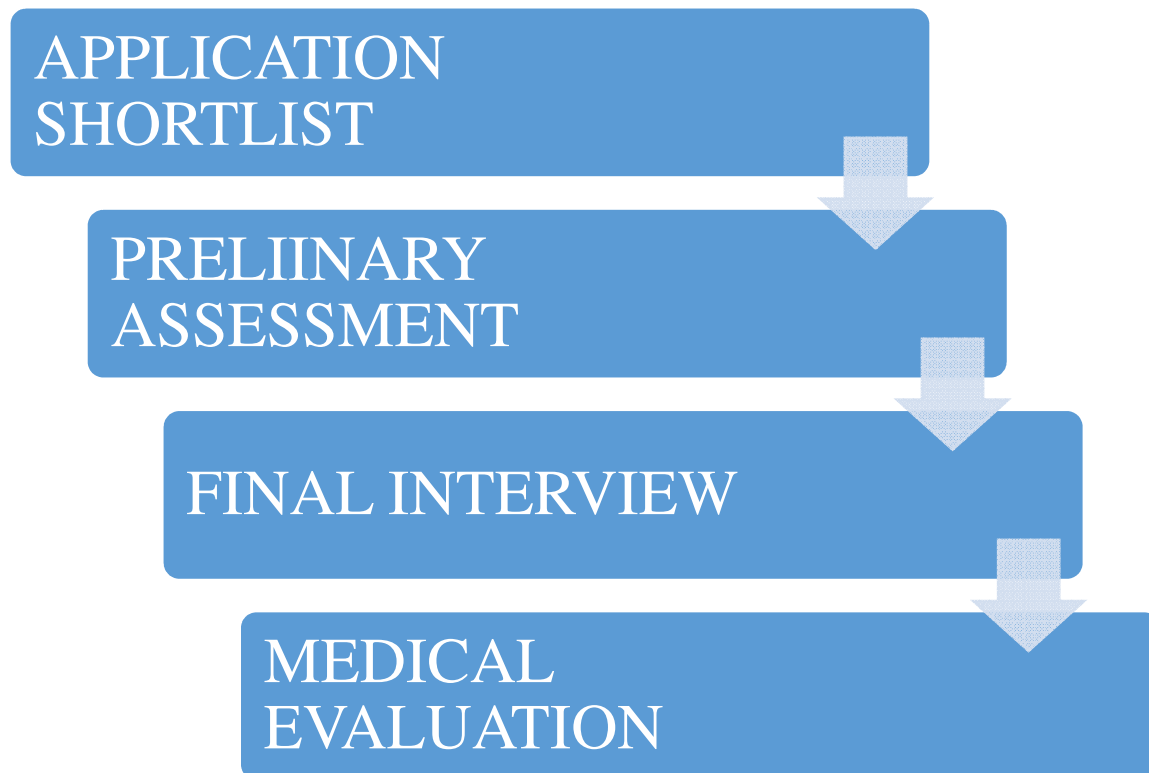 APPLICATION
SHORTLIST
PRELIINARY
ASSESSMENT
FINAL INTERVIEW
MEDICAL
EVALUATION